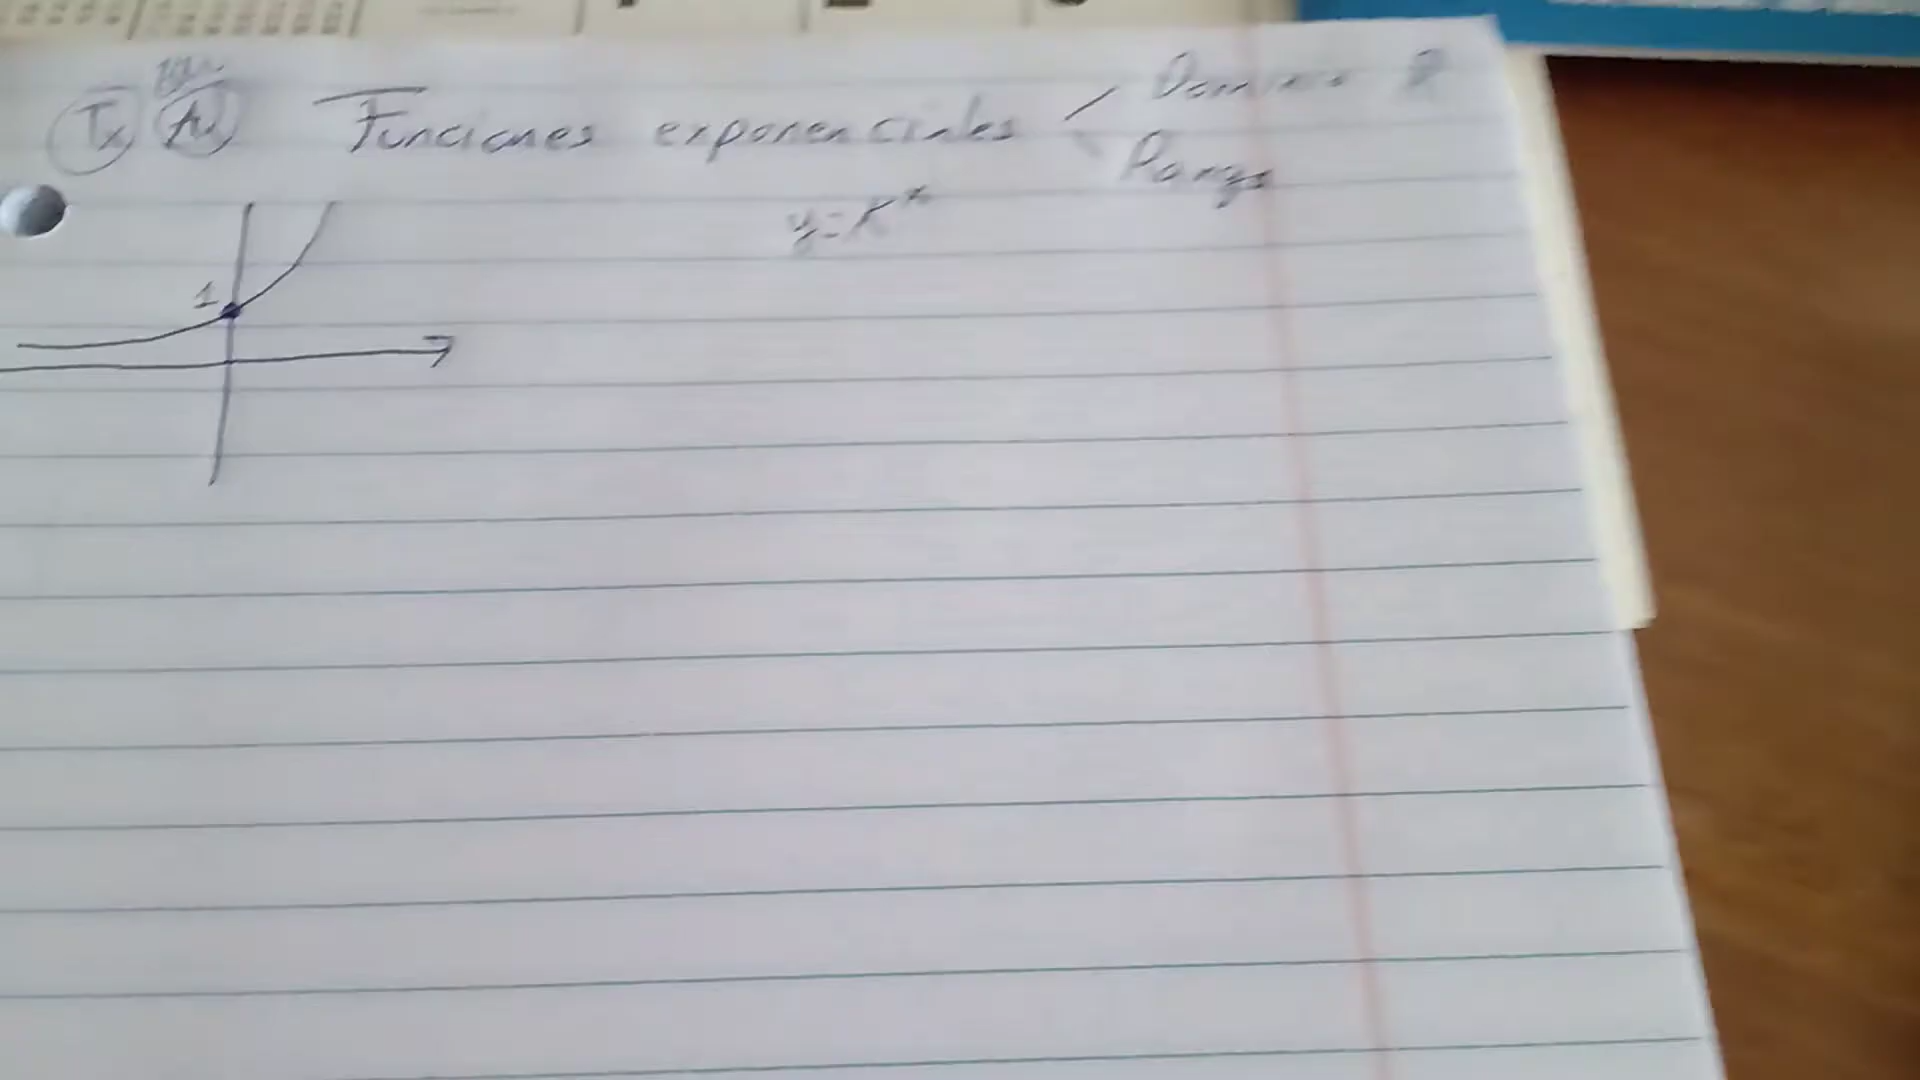 Tx
Funciones exponenciales
Dominio R
Rango
y=K^x
1